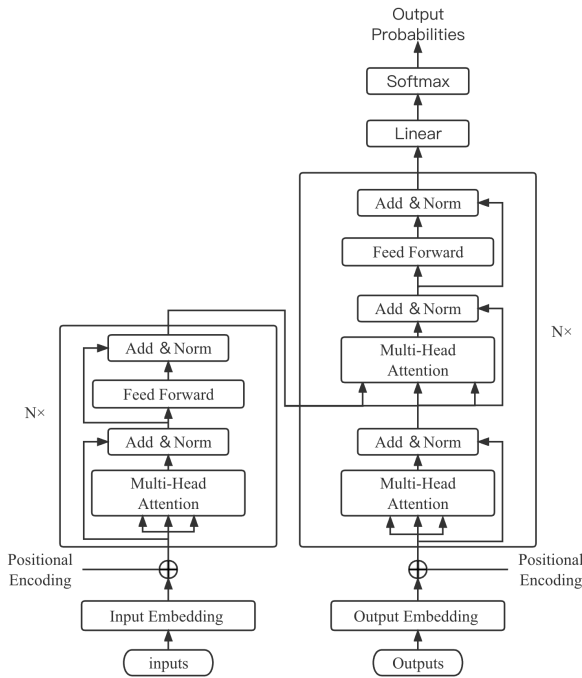 Output
Probabilities
Softmax
Linear
Add & Norm
Feed Forward
Add & Norm
Multi-Head
Attention
N×
Add & Norm
Multi-Head
Attention
Positional
Encoding
Output Embedding
Outputs
Add & Norm
Feed Forward
N×
Add & Norm
Multi-Head
Attention
Positional
Encoding
Input Embedding
inputs